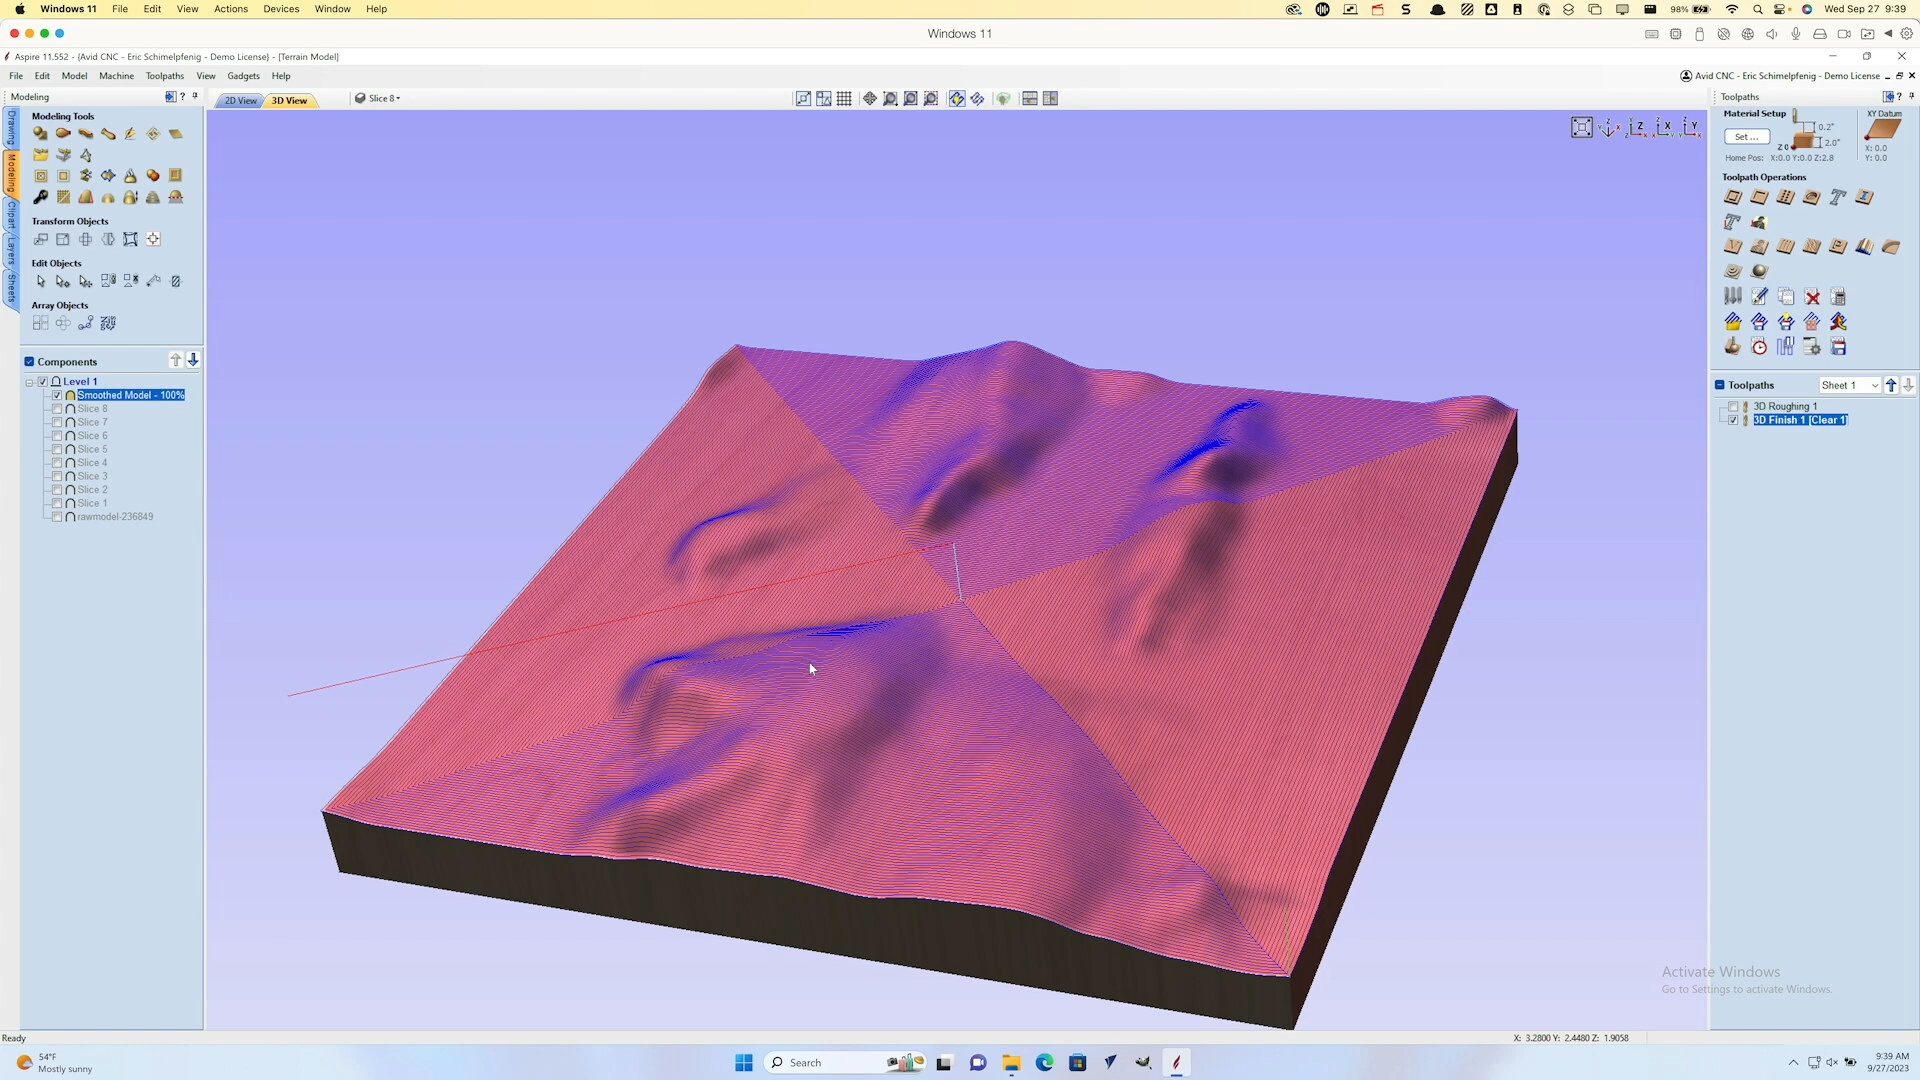 Windows 11 File Edit View Actions Devices Window Help
98% Wed Sep 27 9:39
Windows 11
Aspire 11.552 - {Avid CNC - Eric Schimelpfenig - Demo License} - [Terrain Model]
File Edit Model Machine Toolpaths View Gadgets Help
Avid CNC - Eric Schimelpfenig - Demo License
Modeling
2D View 3D View Slice 8
Toolpaths
Drawing
Modeling
Clipart
Layers
Sheets
Modeling Tools
Transform Objects
Edit Objects
Array Objects
Components
Level 1
Smoothed Model - 100%
Slice 8
Slice 7
Slice 6
Slice 5
Slice 4
Slice 3
Slice 2
Slice 1
rawmodel-236849
Material Setup
Set ...
0.2"
2.0"
Z 0
Home Pos: X:0.0 Y:0.0 Z:2.8
XY Datum
X: 0.0
Y: 0.0
Toolpath Operations
Toolpaths Sheet 1
3D Roughing 1
3D Finish 1 [Clear 1]
Activate Windows
Go to Settings to activate Windows.
Ready
X: 3.2800 Y: 2.4480 Z: 1.9058
54°F
Mostly sunny
Search
9:39 AM
9/27/2023